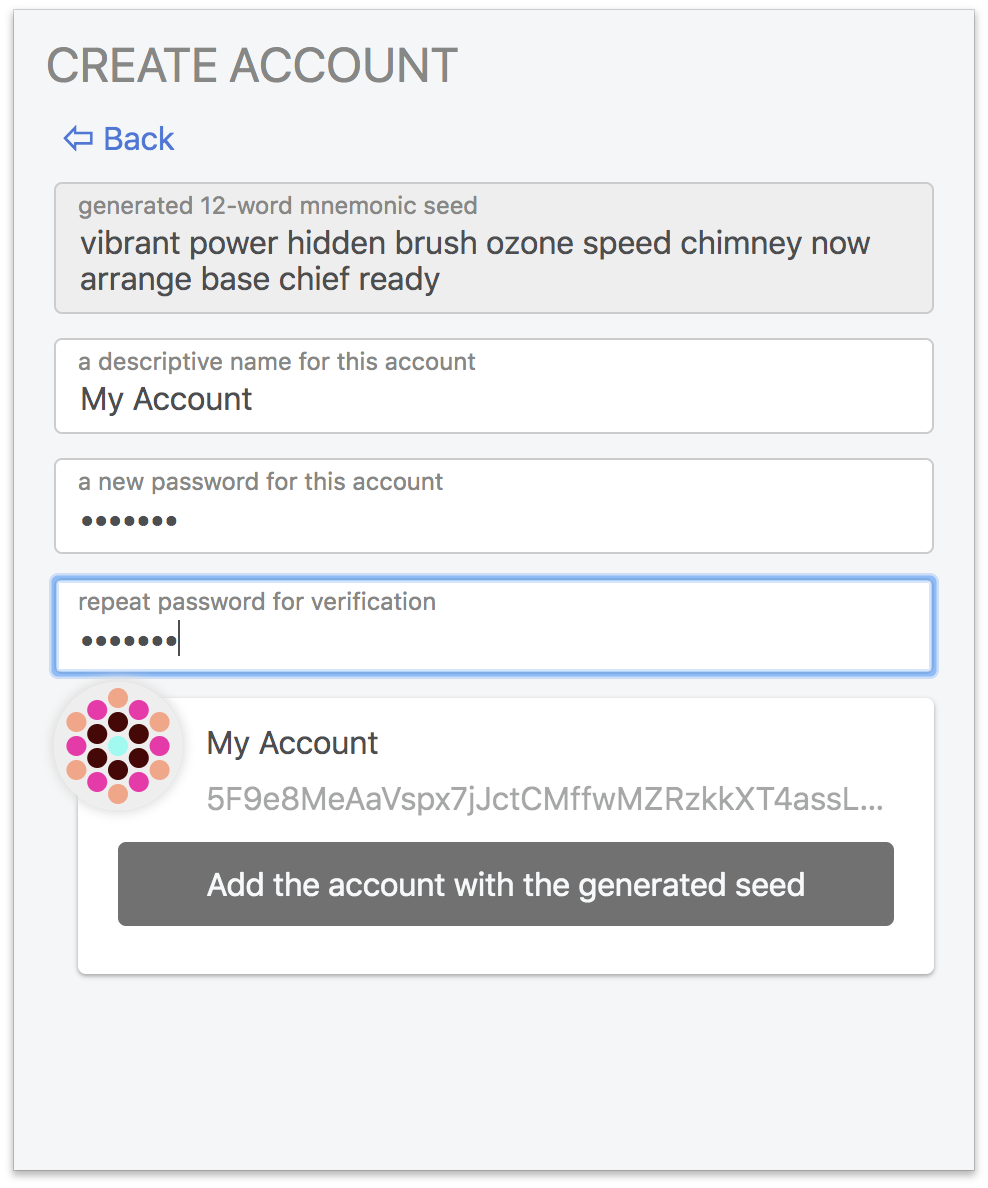 CREATE ACCOUNT
⇦ Back
generated 12-word mnemonic seed
vibrant power hidden brush ozone speed chimney now
arrange base chief ready
a descriptive name for this account
My Account
a new password for this account
•••••••
repeat password for verification
•••••••
My Account
5F9e8MeAaVspx7jJctCMffwMZRzkkXT4assL...
Add the account with the generated seed